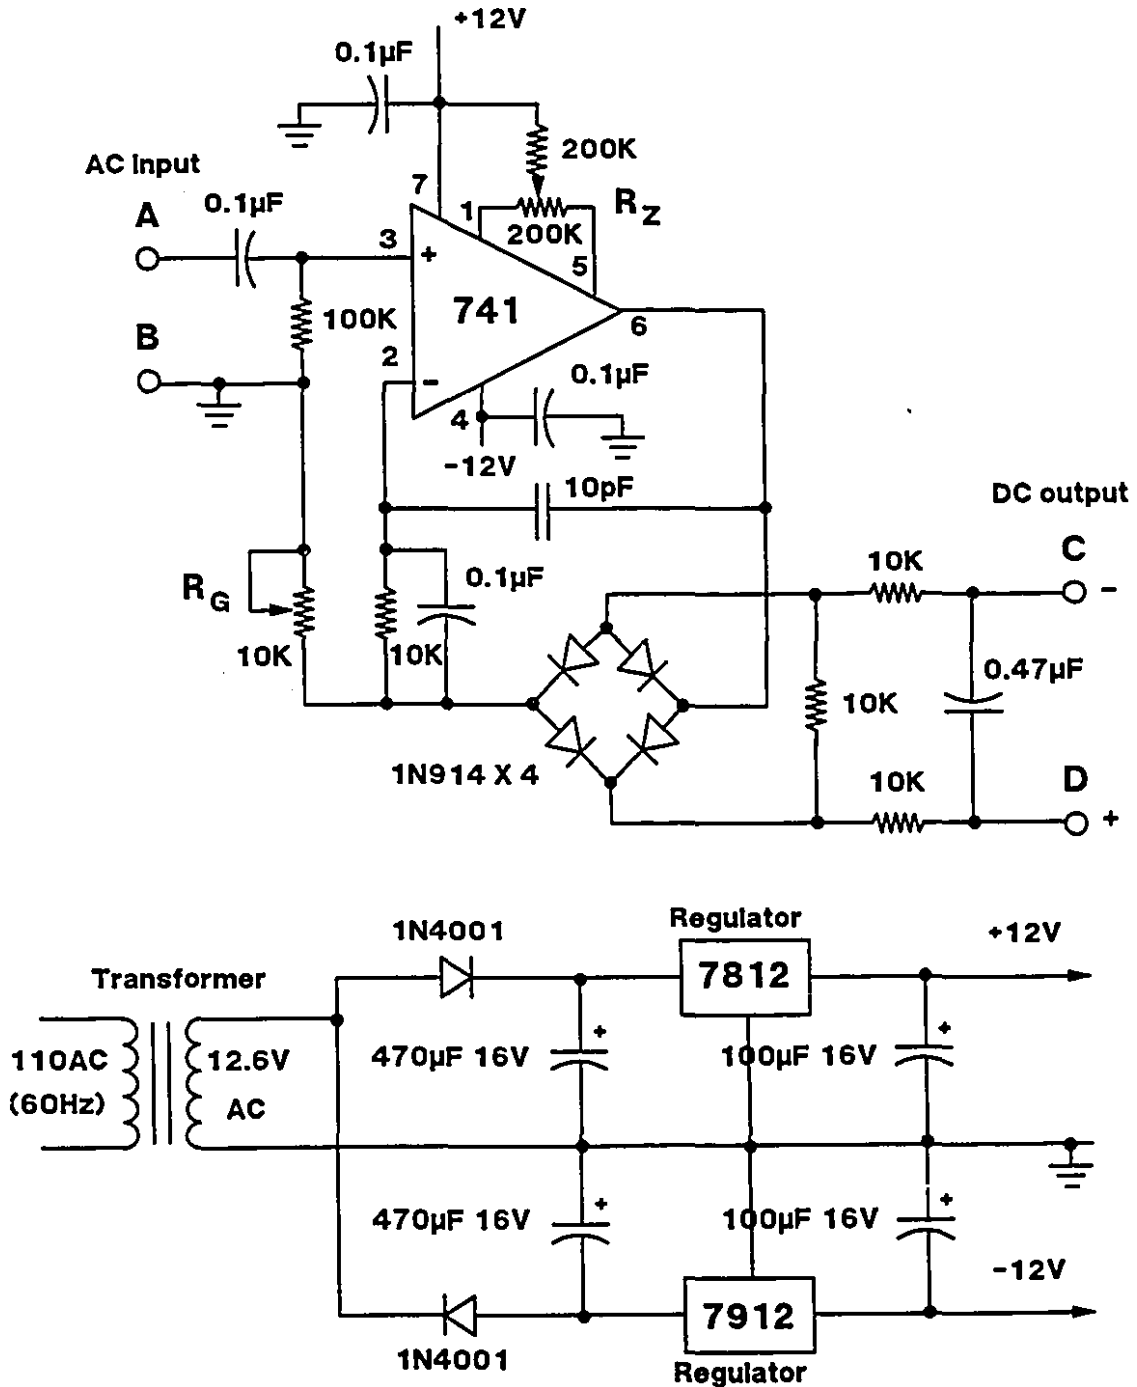 +12V
0.1µF
200K
AC input
7
A
0.1µF
1
R Z
200K
3
+
5
741
6
100K
B
2
-
0.1µF
4
-12V
10pF
DC output
10K
C
-
0.1µF
R G
10K
10K
0.47µF
10K
1N914 X 4
10K
D
+
1N4001
Regulator
+12V
7812
Transformer
110AC
12.6V
+
+
470µF 16V
100µF 16V
(60Hz)
AC
+
+
470µF 16V
100µF 16V
-12V
7912
1N4001
Regulator